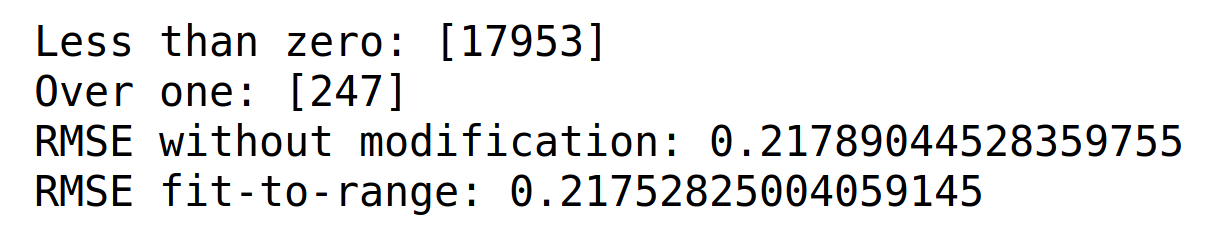 Less than zero: [17953]
Over one: [247]
RMSE without modification: 0.21789044528359755
RMSE fit-to-range: 0.21752825004059145